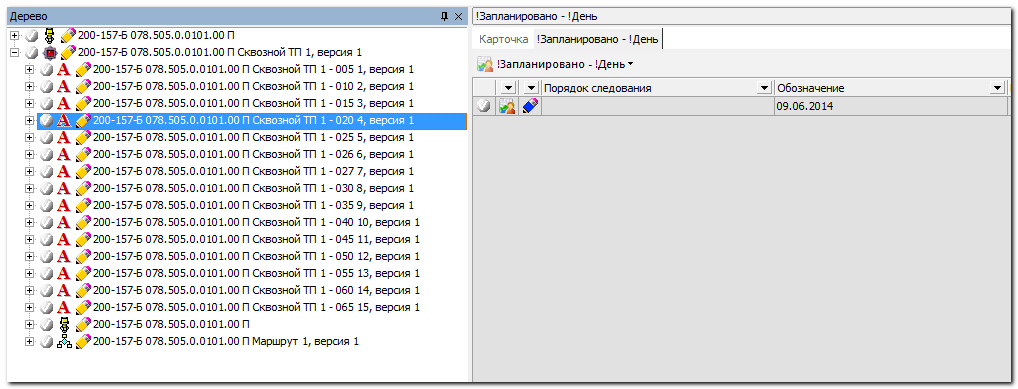 Дерево
200-157-Б 078.505.0.0101.00 П
200-157-Б 078.505.0.0101.00 П Сквозной ТП 1, версия 1
200-157-Б 078.505.0.0101.00 П Сквозной ТП 1 - 005 1, версия 1
200-157-Б 078.505.0.0101.00 П Сквозной ТП 1 - 010 2, версия 1
200-157-Б 078.505.0.0101.00 П Сквозной ТП 1 - 015 3, версия 1
200-157-Б 078.505.0.0101.00 П Сквозной ТП 1 - 020 4, версия 1
200-157-Б 078.505.0.0101.00 П Сквозной ТП 1 - 025 5, версия 1
200-157-Б 078.505.0.0101.00 П Сквозной ТП 1 - 026 6, версия 1
200-157-Б 078.505.0.0101.00 П Сквозной ТП 1 - 027 7, версия 1
200-157-Б 078.505.0.0101.00 П Сквозной ТП 1 - 030 8, версия 1
200-157-Б 078.505.0.0101.00 П Сквозной ТП 1 - 035 9, версия 1
200-157-Б 078.505.0.0101.00 П Сквозной ТП 1 - 040 10, версия 1
200-157-Б 078.505.0.0101.00 П Сквозной ТП 1 - 045 11, версия 1
200-157-Б 078.505.0.0101.00 П Сквозной ТП 1 - 050 12, версия 1
200-157-Б 078.505.0.0101.00 П Сквозной ТП 1 - 055 13, версия 1
200-157-Б 078.505.0.0101.00 П Сквозной ТП 1 - 060 14, версия 1
200-157-Б 078.505.0.0101.00 П Сквозной ТП 1 - 065 15, версия 1
200-157-Б 078.505.0.0101.00 П
200-157-Б 078.505.0.0101.00 П Маршрут 1, версия 1
!Запланировано - !День
Карточка !Запланировано - !День
!Запланировано - !День
Порядок следования Обозначение
09.06.2014